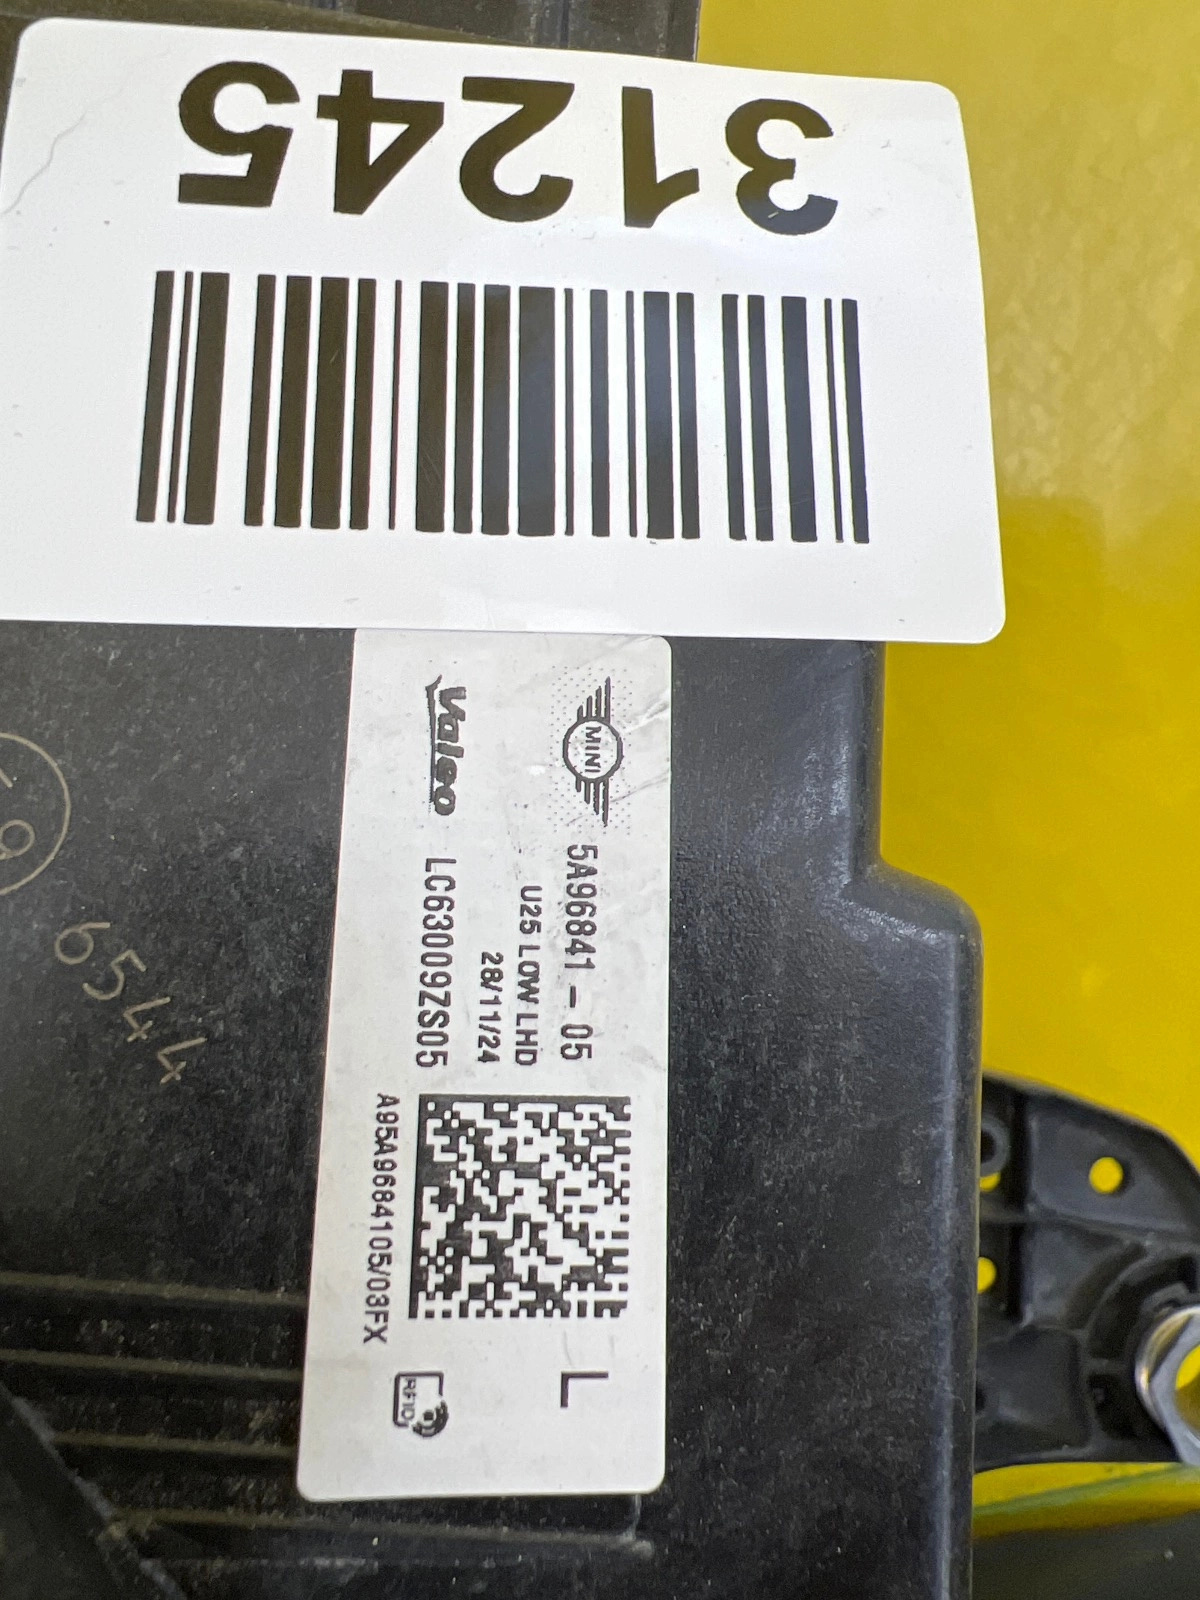 31245
MINI
5A96841 - 05
U25 LOW LHD
28/11/24
Valeo
LC63009ZS05
A95A9684105/03FX
L
RFID
6544